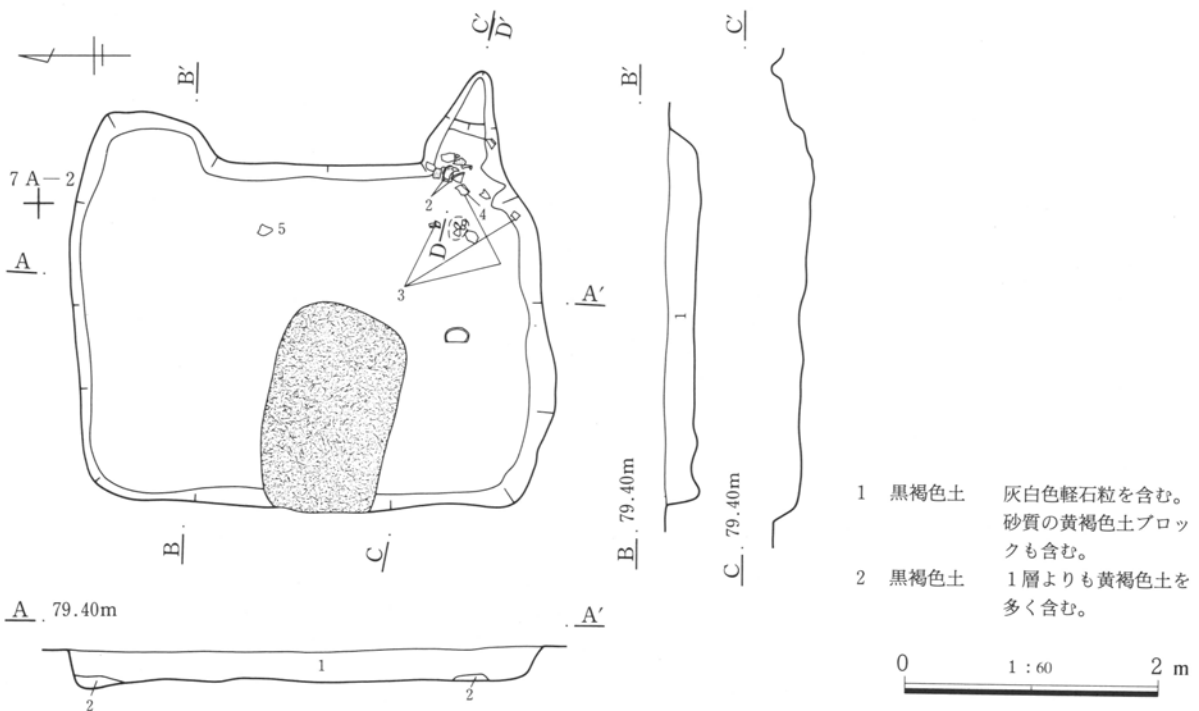 C′
D′
B′
7A-2
2
4
5
D
A
A′
3
B
C
B′
1
B 79.40m
C′
C 79.40m
A 79.40m
A′
1
2
2
1 黒褐色土 灰白色軽石粒を含む。
砂質の黄褐色土ブロッ
クも含む。
2 黒褐色土 1層よりも黄褐色土を
多く含む。
0 1:60 2 m